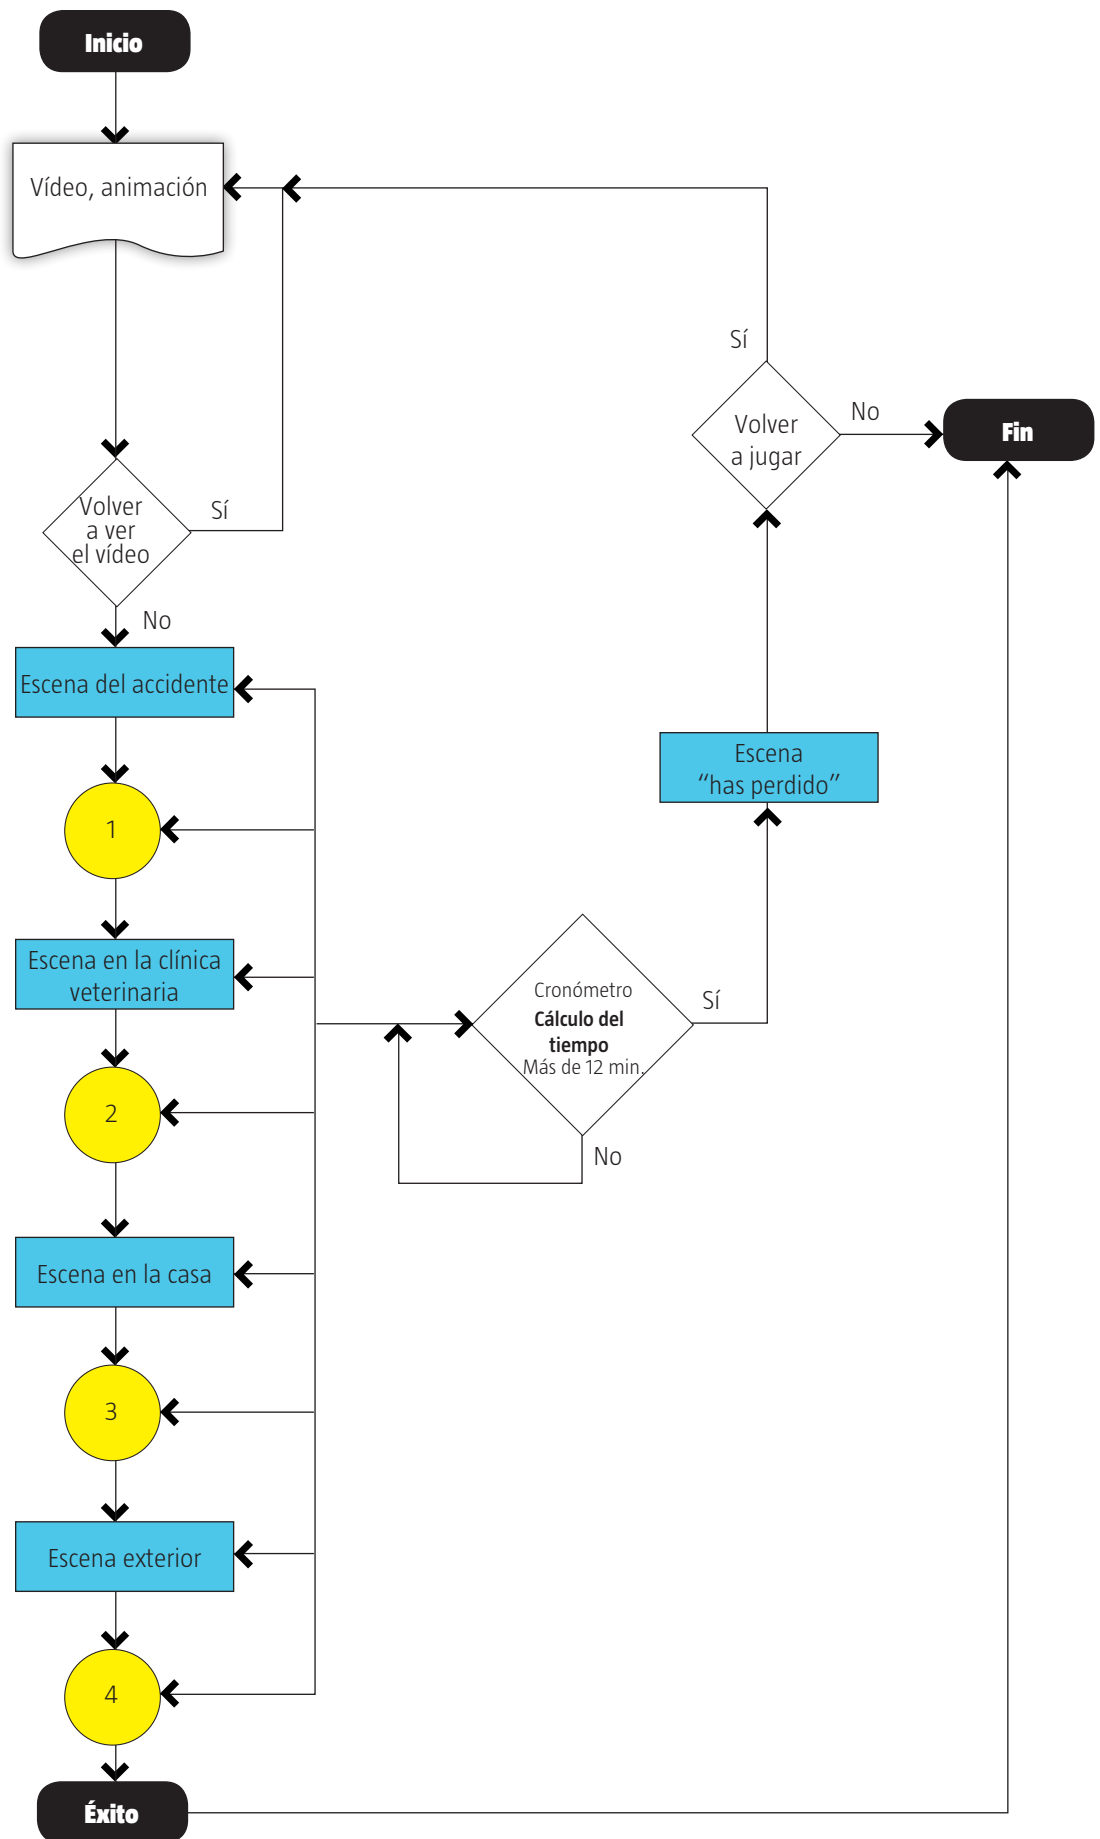 Inicio
Vídeo, animación
Sí
Volver
a jugar
No
Fin
Volver
a ver
el vídeo
Sí
No
Escena del accidente
Escena
“has perdido”
1
Escena en la clínica
veterinaria
Cronómetro
Cálculo del
tiempo
Más de 12 min.
Sí
No
2
Escena en la casa
3
Escena exterior
4
Éxito